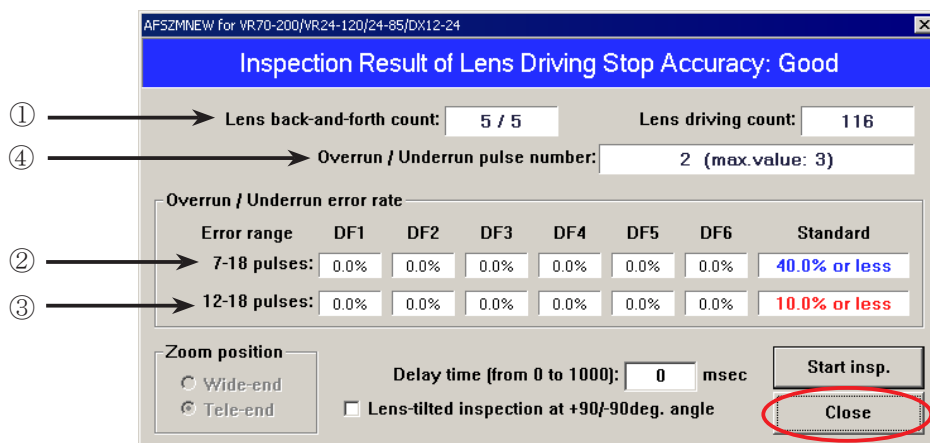 AFSZMNEW for VR70-200/VR24-120/24-85/DX12-24
Inspection Result of Lens Driving Stop Accuracy: Good
① Lens back-and-forth count: 5 / 5 Lens driving count: 116
④ Overrun / Underrun pulse number: 2 (max.value: 3)
Overrun / Underrun error rate
Error range DF1 DF2 DF3 DF4 DF5 DF6 Standard
② 7-18 pulses: 0.0% 0.0% 0.0% 0.0% 0.0% 0.0% 40.0% or less
③ 12-18 pulses: 0.0% 0.0% 0.0% 0.0% 0.0% 0.0% 10.0% or less
Zoom position
Wide-end
Tele-end
Delay time (from 0 to 1000): 0 msec
Lens-tilted inspection at +90/-90deg. angle
Start insp.
Close